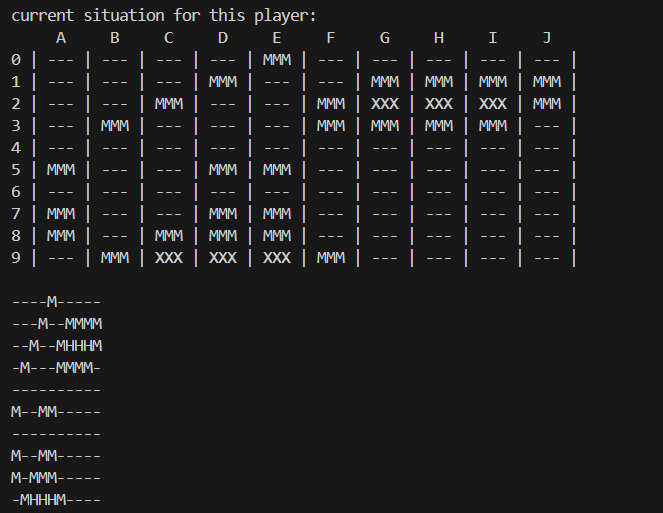 current situation for this player:
    A     B     C     D     E     F     G     H     I     J
0 | --- | --- | --- | --- | MMM | --- | --- | --- | --- | --- |
1 | --- | --- | --- | MMM | --- | --- | MMM | MMM | MMM | MMM |
2 | --- | --- | MMM | --- | --- | MMM | XXX | XXX | XXX | MMM |
3 | --- | MMM | --- | --- | --- | MMM | MMM | MMM | MMM | --- |
4 | --- | --- | --- | --- | --- | --- | --- | --- | --- | --- |
5 | MMM | --- | --- | MMM | MMM | --- | --- | --- | --- | --- |
6 | --- | --- | --- | --- | --- | --- | --- | --- | --- | --- |
7 | MMM | --- | --- | MMM | MMM | --- | --- | --- | --- | --- |
8 | MMM | --- | MMM | MMM | MMM | --- | --- | --- | --- | --- |
9 | --- | MMM | XXX | XXX | XXX | MMM | --- | --- | --- | --- |
----M-----
---M--MMMM
--M--MHHHM
-M---MMMM-
----------
M--MM-----
----------
M--MM-----
M-MMM-----
-MHHHM----